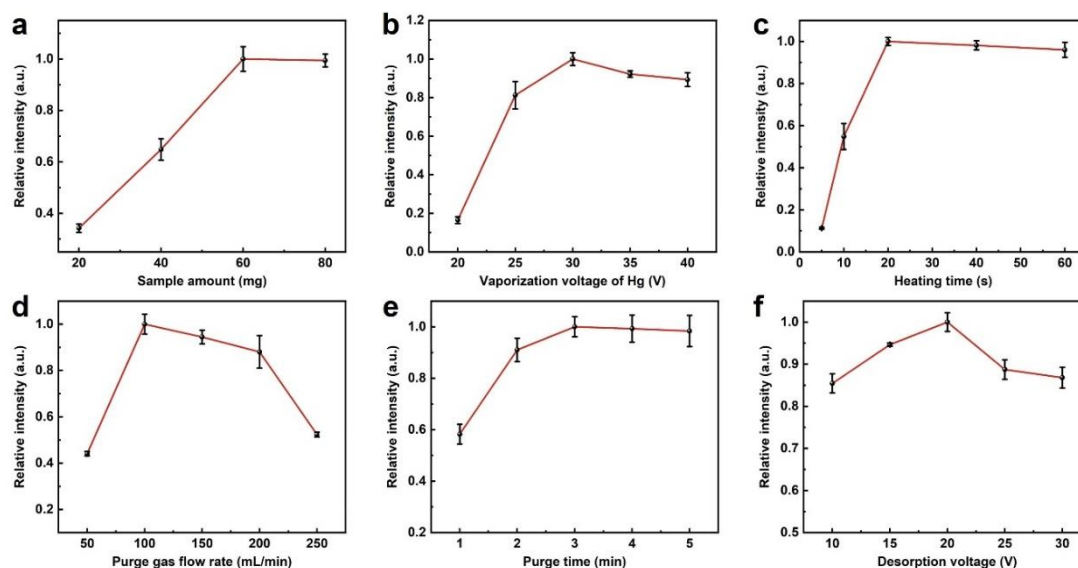 a
Relative intensity (a.u.)
1.0
0.8
0.6
0.4
20 40 60 80
Sample amount (mg)
b
Relative intensity (a.u.)
1.2
1.0
0.8
0.6
0.4
0.2
0.0
20 25 30 35 40
Vaporization voltage of Hg (V)
c
Relative intensity (a.u.)
1.0
0.8
0.6
0.4
0.2
0.0
0 10 20 30 40 50 60
Heating time (s)
d
Relative intensity (a.u.)
1.0
0.8
0.6
0.4
0.2
50 100 150 200 250
Purge gas flow rate (mL/min)
e
Relative intensity (a.u.)
1.0
0.8
0.6
0.4
0.2
1 2 3 4 5
Purge time (min)
f
Relative intensity (a.u.)
1.0
0.9
0.8
0.7
0.6
0.5
10 15 20 25 30
Desorption voltage (V)